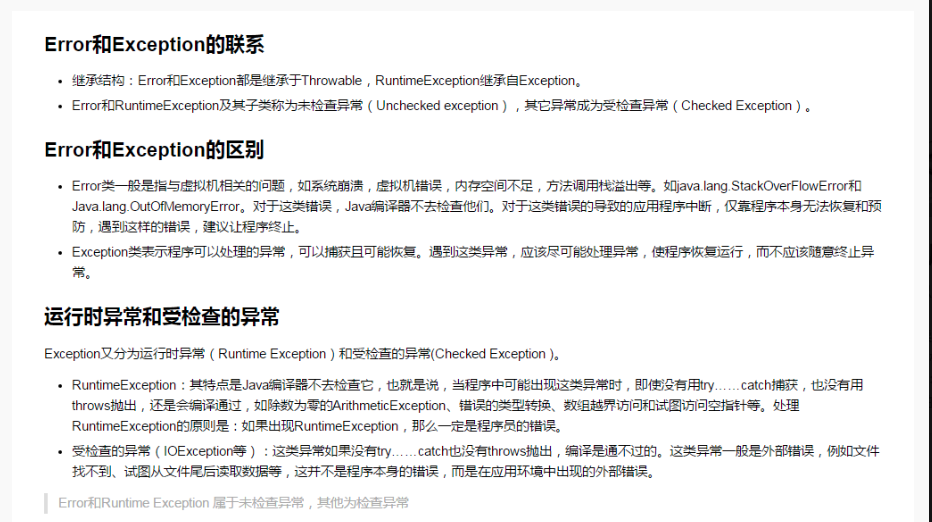 Error和Exception的联系
继承结构：Error和Exception都是继承于Throwable，RuntimeException继承自Exception。
Error和RuntimeException及其子类称为未检查异常（Unchecked exception），其它异常成为受检查异常（Checked Exception）。
Error和Exception的区别
Error类一般是指与虚拟机相关的问题，如系统崩溃，虚拟机错误，内存空间不足，方法调用栈溢出等。如java.lang.StackOverFlowError和
Java.lang.OutOfMemoryError。对于这类错误，Java编译器不去检查他们。对于这类错误的导致的应用程序中断，仅靠程序本身无法恢复和预
防，遇到这样的错误，建议让程序终止。
Exception类表示程序可以处理的异常，可以捕获且可能恢复。遇到这类异常，应该尽可能处理异常，使程序恢复运行，而不应该随意终止异
常。
运行时异常和受检查的异常
Exception又分为运行时异常（Runtime Exception）和受检查的异常(Checked Exception )。
RuntimeException：其特点是Java编译器不去检查它，也就是说，当程序中可能出现这类异常时，即使没有用try……catch捕获，也没有用
throws抛出，还是会编译通过，如除数为零的ArithmeticException、错误的类型转换、数组越界访问和试图访问空指针等。处理
RuntimeException的原则是：如果出现RuntimeException，那么一定是程序员的错误。
受检查的异常（IOException等）：这类异常如果没有try……catch也没有throws抛出，编译是通不过的。这类异常一般是外部错误，例如文件
找不到、试图从文件尾后读取数据等，这并不是程序本身的错误，而是在应用环境中出现的外部错误。
Error和Runtime Exception 属于未检查异常，其他为检查异常